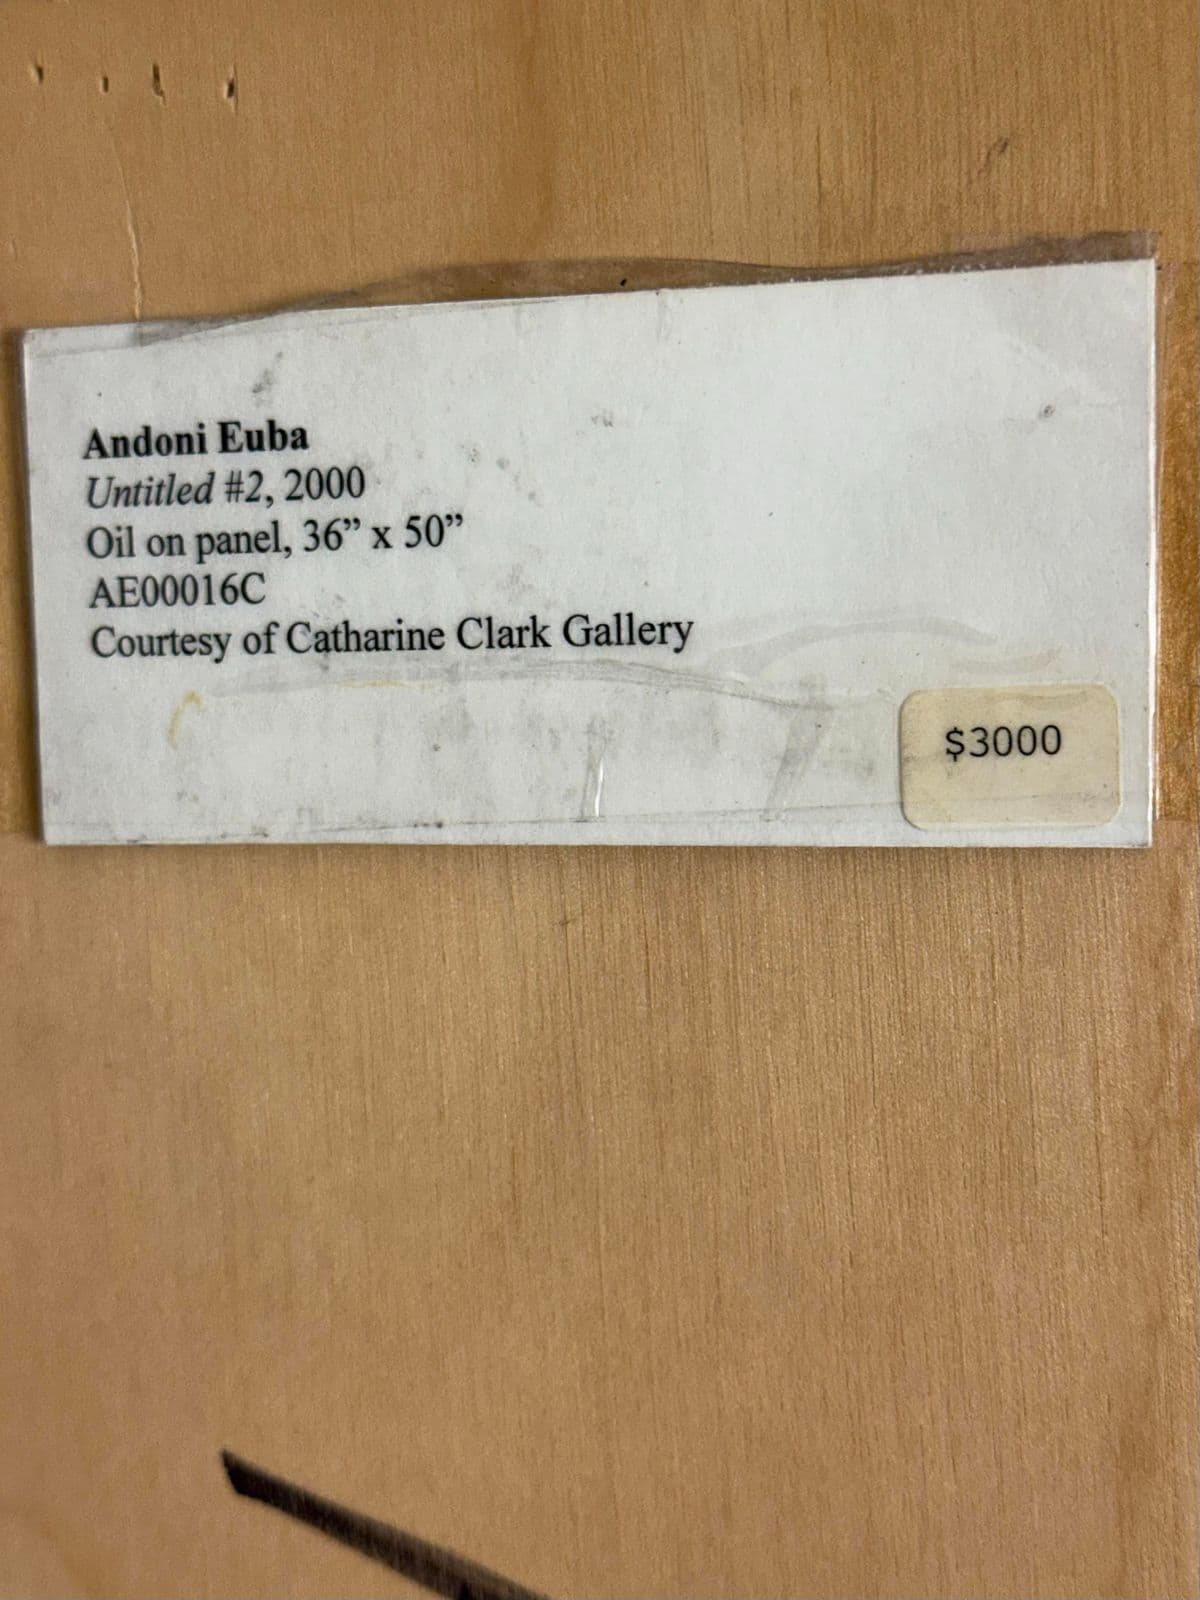 Andoni Euba
Untitled #2, 2000
Oil on panel, 36” x 50”
AE00016C
Courtesy of Catharine Clark Gallery
$3000